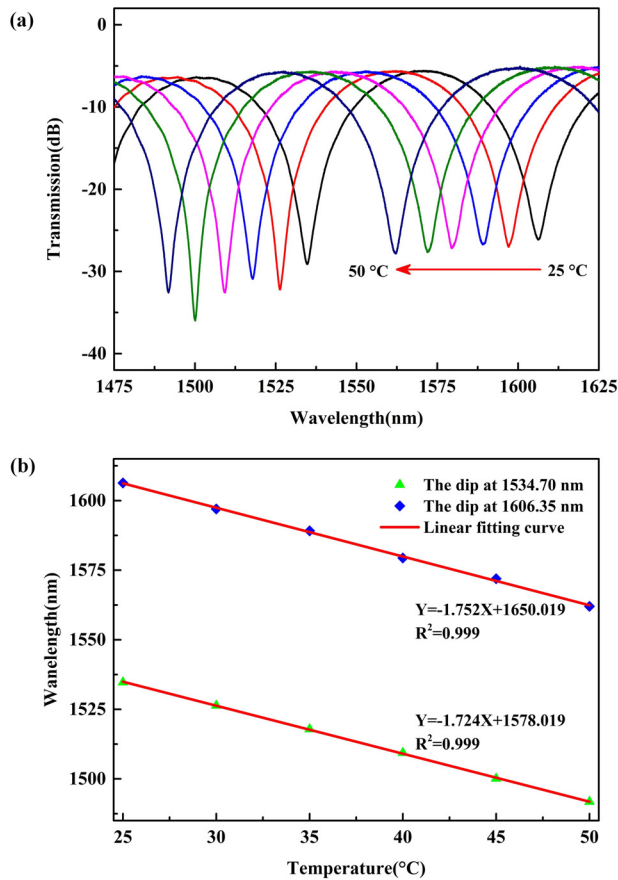 (a)
0
-10
-20
-30
-40
Transmission(dB)
50 °C
25 °C
1475 1500 1525 1550 1575 1600 1625
Wavelength(nm)
(b)
1600
1575
1550
1525
1500
Wanelength(nm)
The dip at 1534.70 nm
The dip at 1606.35 nm
Linear fitting curve
Y=-1.752X+1650.019
R²=0.999
Y=-1.724X+1578.019
R²=0.999
25 30 35 40 45 50
Temperature(°C)